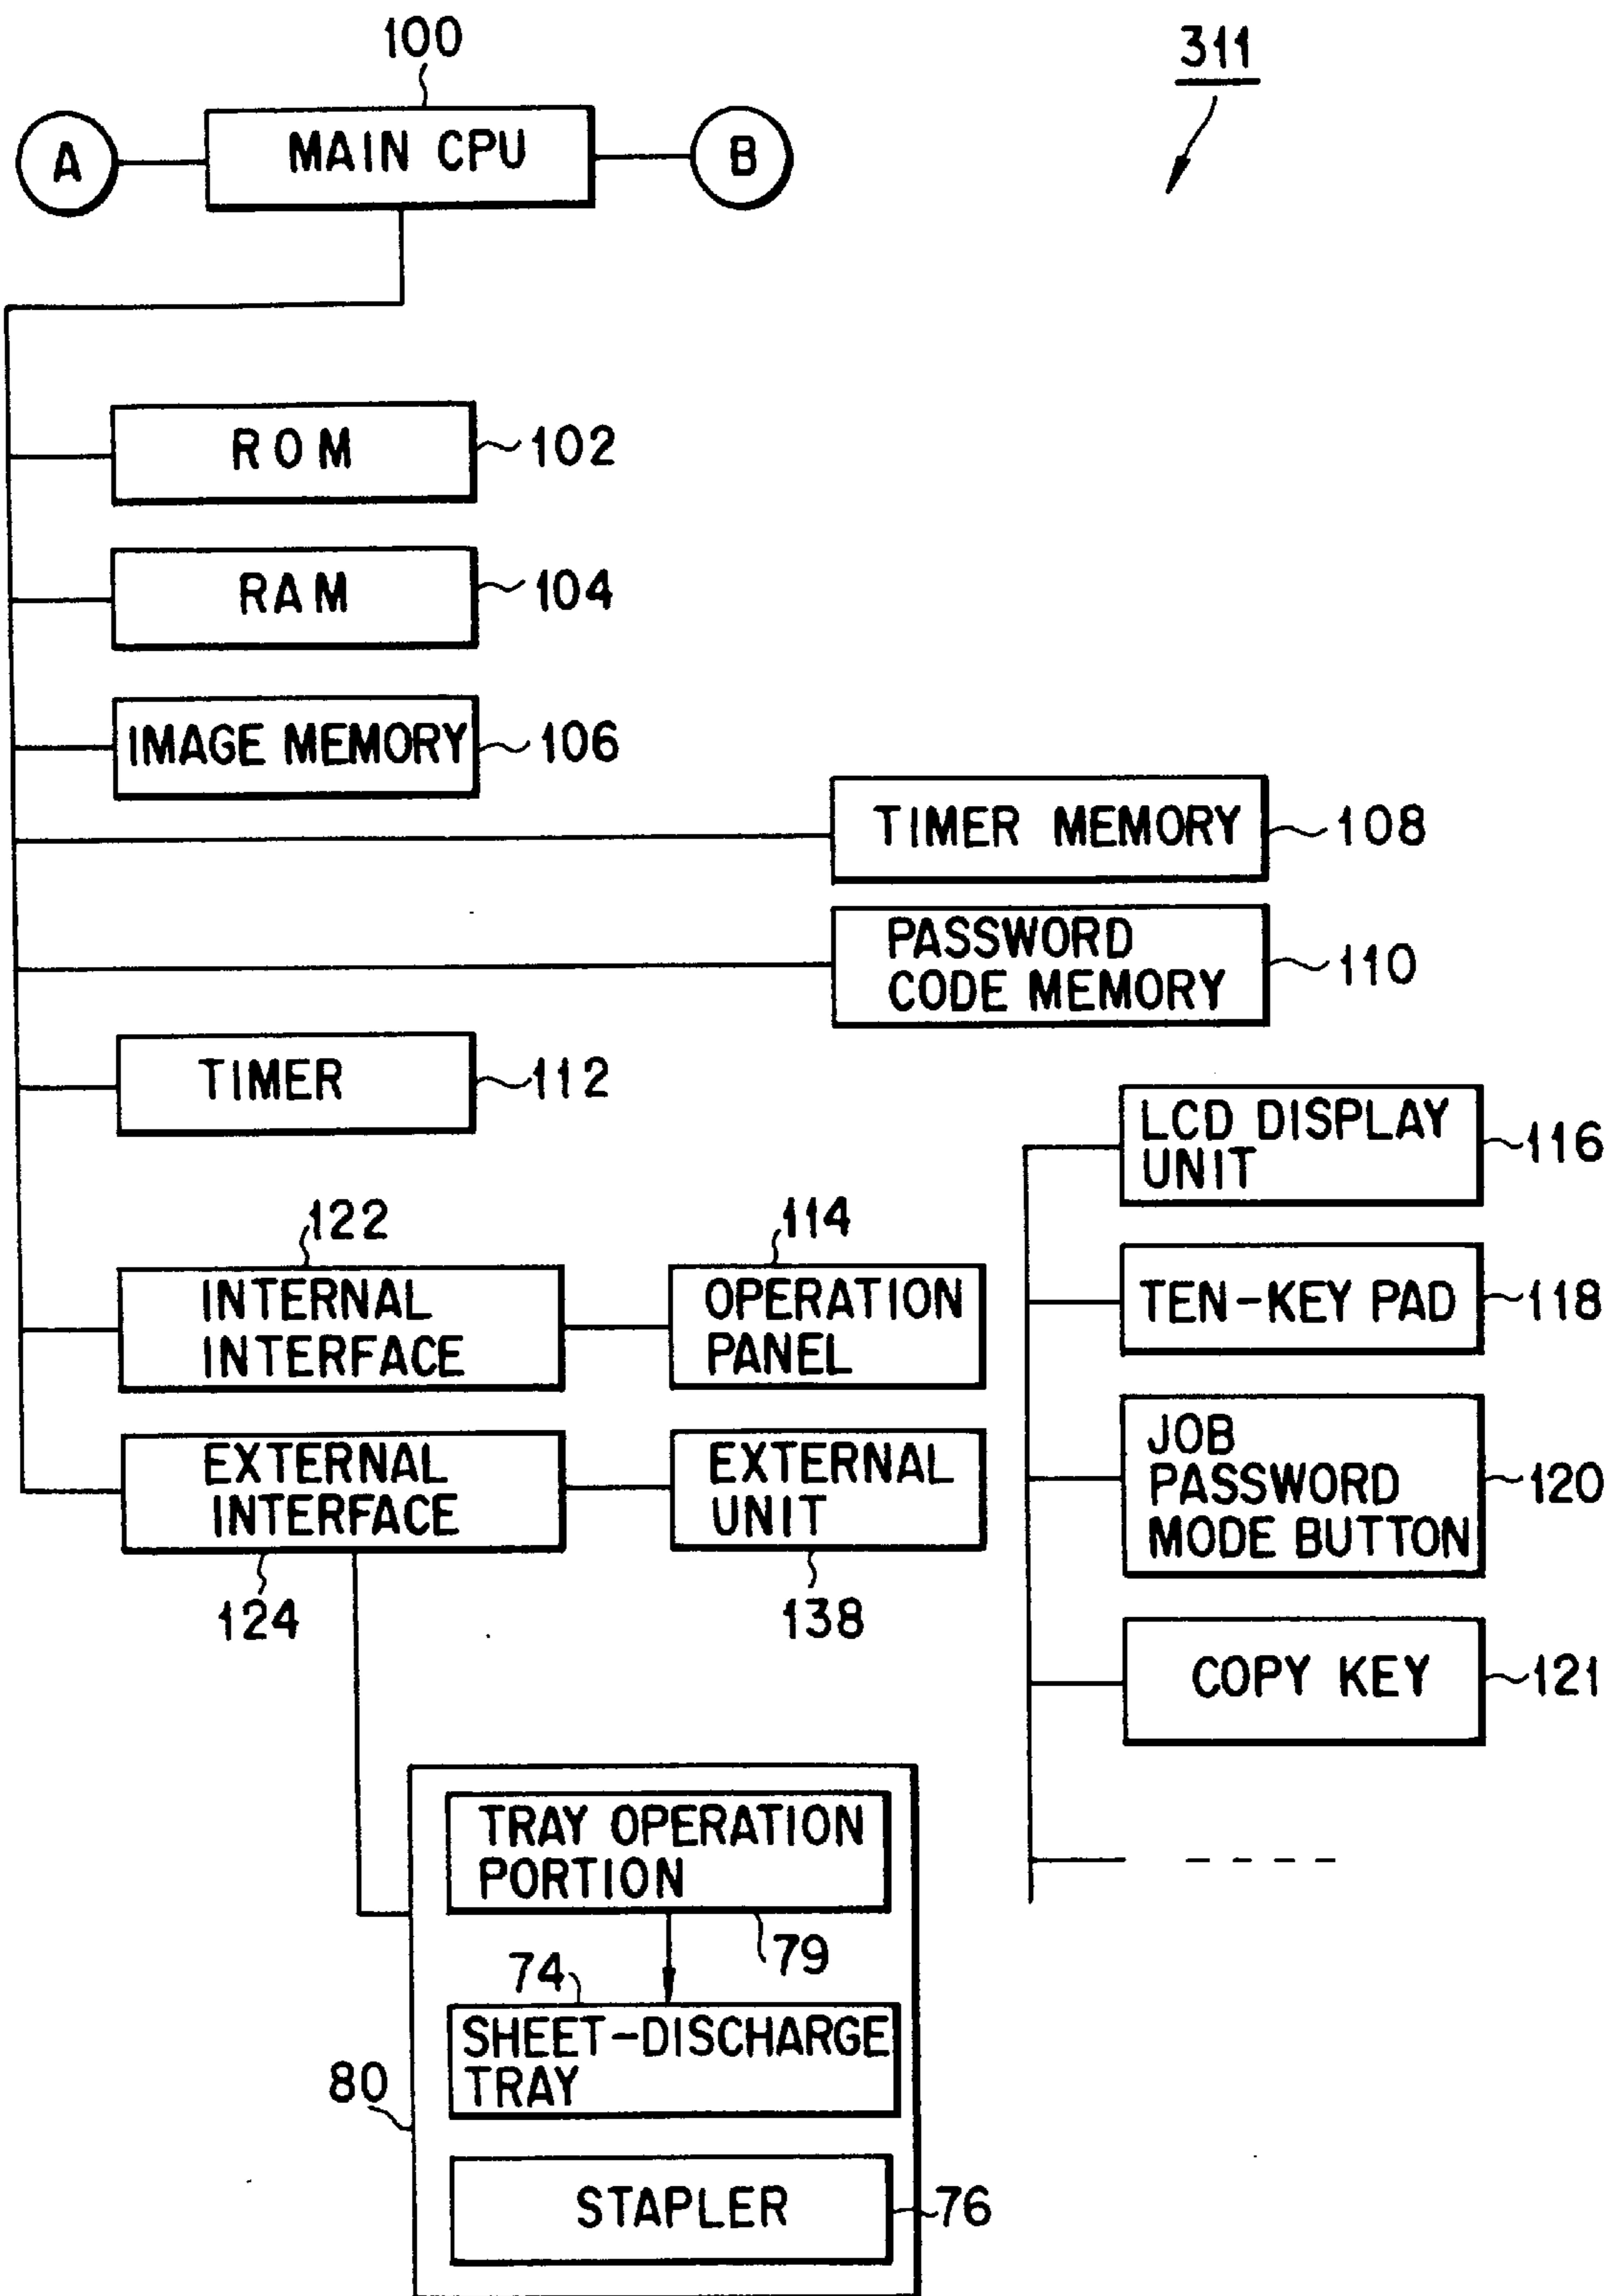 100
311
A
MAIN CPU
B
ROM
102
RAM
104
IMAGE MEMORY
106
TIMER MEMORY
108
PASSWORD
CODE MEMORY
110
TIMER
112
LCD DISPLAY
UNIT
116
122
INTERNAL
INTERFACE
114
OPERATION
PANEL
TEN-KEY PAD
118
EXTERNAL
INTERFACE
124
EXTERNAL
UNIT
138
JOB
PASSWORD
MODE BUTTON
120
COPY KEY
121
TRAY OPERATION
PORTION
79
74
SHEET-DISCHARGE
TRAY
80
STAPLER
76